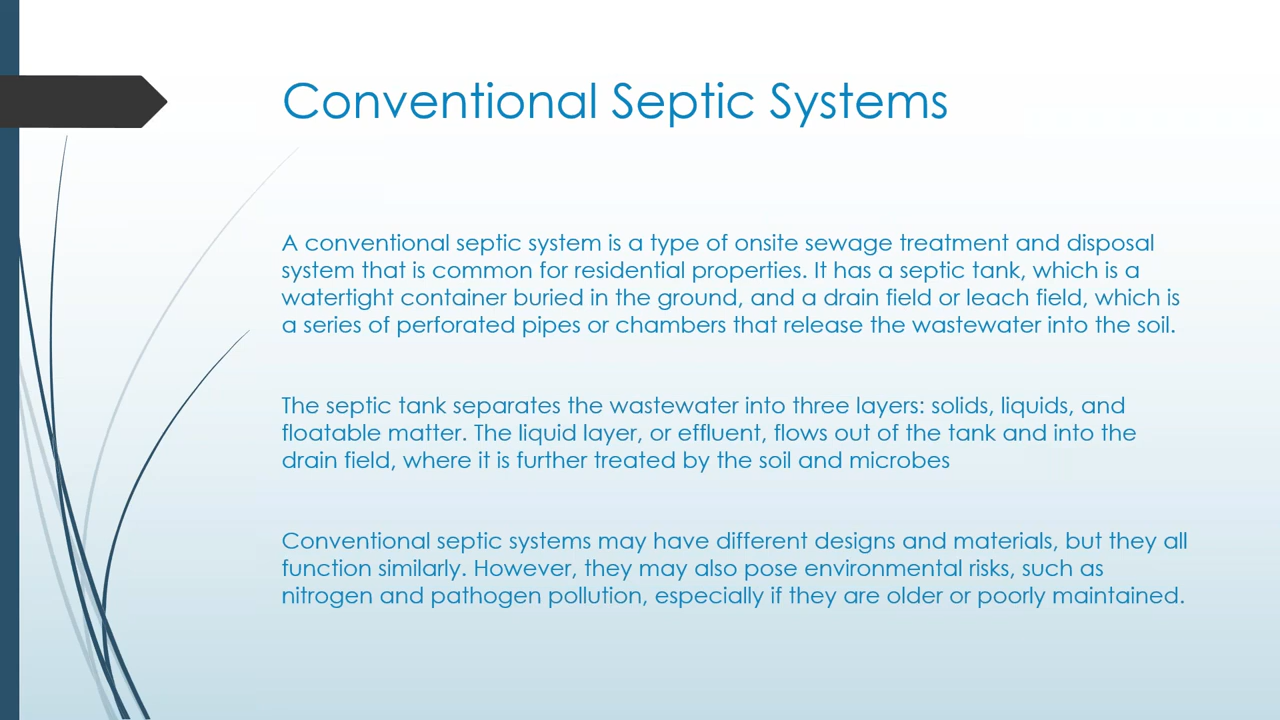 Conventional Septic Systems
A conventional septic system is a type of onsite sewage treatment and disposal
system that is common for residential properties. It has a septic tank, which is a
watertight container buried in the ground, and a drain field or leach field, which is
a series of perforated pipes or chambers that release the wastewater into the soil.
The septic tank separates the wastewater into three layers: solids, liquids, and
floatable matter. The liquid layer, or effluent, flows out of the tank and into the
drain field, where it is further treated by the soil and microbes
Conventional septic systems may have different designs and materials, but they all
function similarly. However, they may also pose environmental risks, such as
nitrogen and pathogen pollution, especially if they are older or poorly maintained.